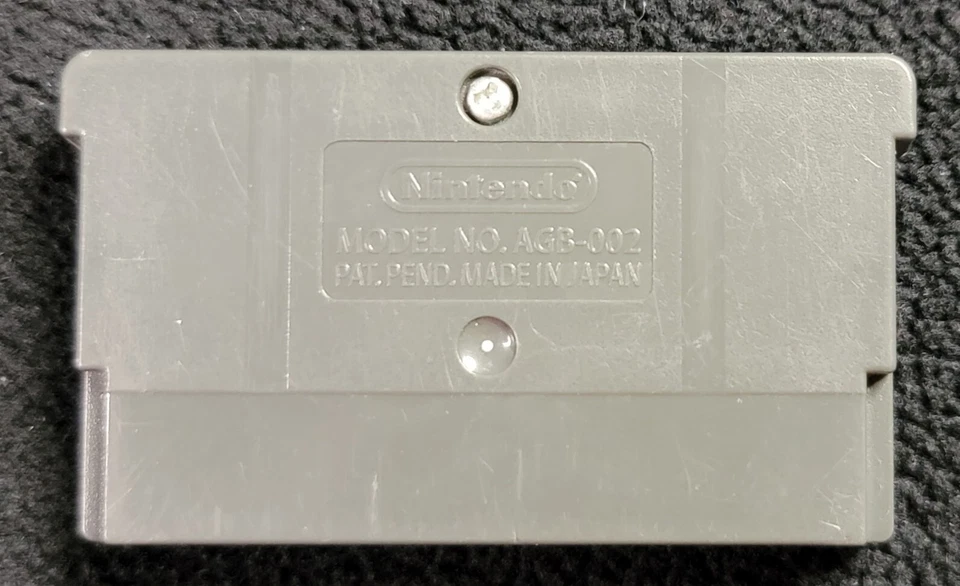 Nintendo
MODEL NO. AGB-002
PAT. PEND. MADE IN JAPAN